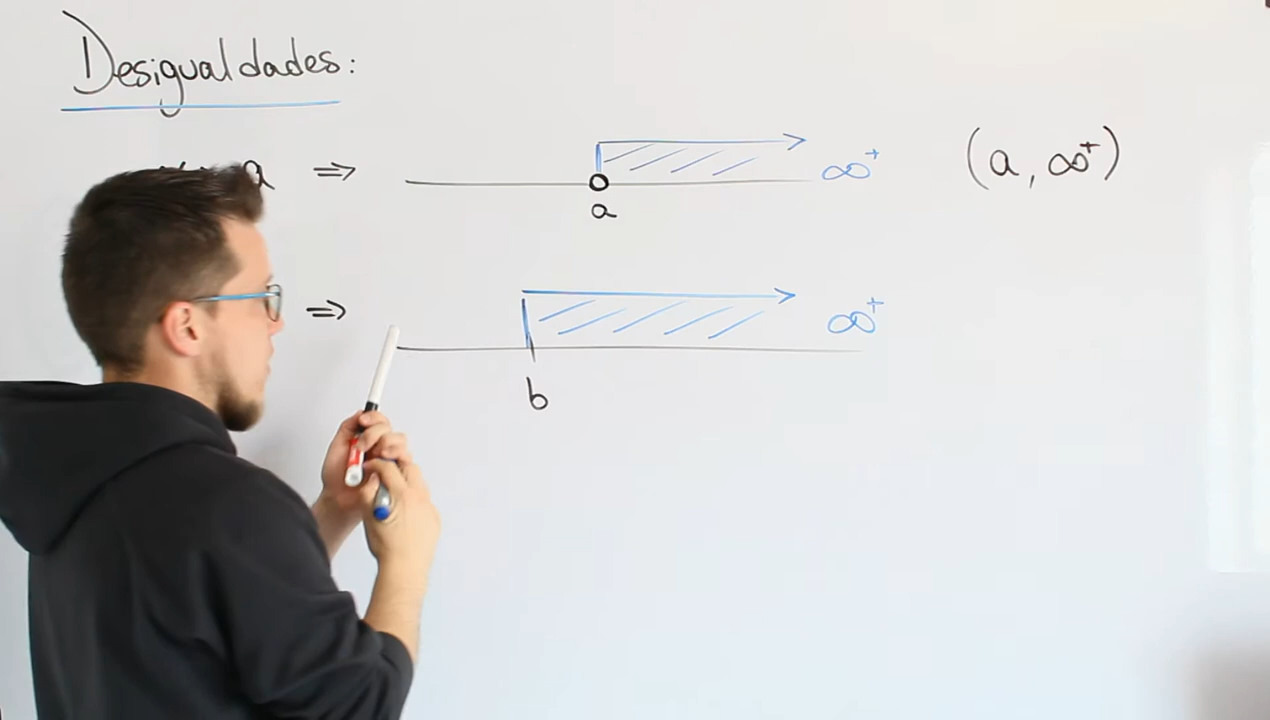 Desigualdades:
a ⇒ a ∞⁺ (a, ∞⁺)
⇒ b ∞⁺